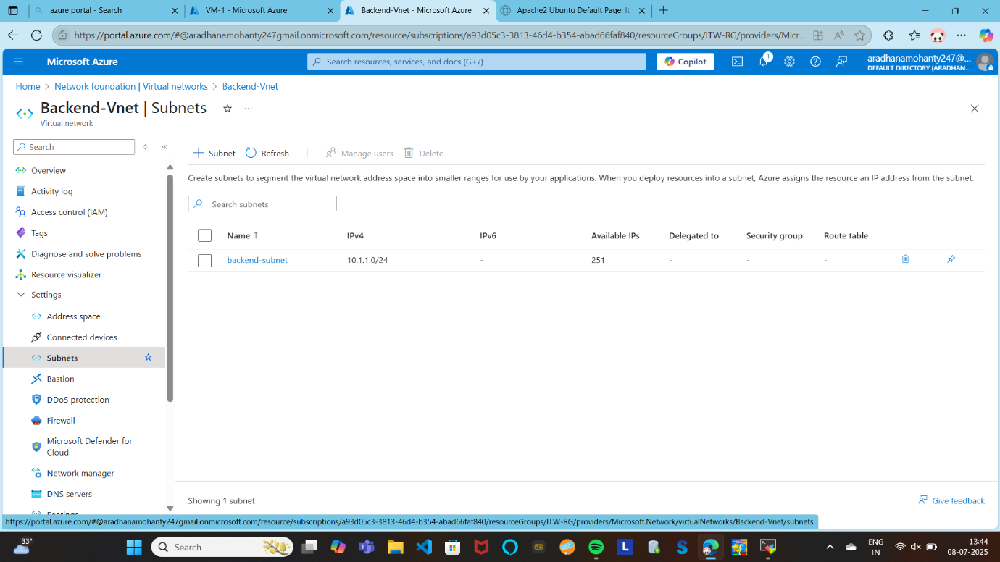 azure portal - Search
VM-1 - Microsoft Azure
Backend-Vnet - Microsoft Azure
Apache2 Ubuntu Default Page: It
https://portal.azure.com/#@aradhanamohanty247gmail.onmicrosoft.com/resource/subscriptions/a93d05c3-3813-46d4-b354-abad66faf840/resourceGroups/ITW-RG/providers/Micr...
Microsoft Azure
Search resources, services, and docs (G+/)
Copilot
1
aradhanamohanty247@...
DEFAULT DIRECTORY (ARADHAN...
Home > Network foundation | Virtual networks > Backend-Vnet
Backend-Vnet | Subnets
Virtual network
Search
Overview
Activity log
Access control (IAM)
Tags
Diagnose and solve problems
Resource visualizer
Settings
Address space
Connected devices
Subnets
Bastion
DDoS protection
Firewall
Microsoft Defender for
Cloud
Network manager
DNS servers
Peerings
+ Subnet Refresh | Manage users Delete
Create subnets to segment the virtual network address space into smaller ranges for use by your applications. When you deploy resources into a subnet, Azure assigns the resource an IP address from the subnet.
Search subnets
Name ↑ IPv4 IPv6 Available IPs Delegated to Security group Route table
backend-subnet 10.1.1.0/24 - 251 - - -
Showing 1 subnet
Give feedback
https://portal.azure.com/#@aradhanamohanty247gmail.onmicrosoft.com/resource/subscriptions/a93d05c3-3813-46d4-b354-abad66faf840/resourceGroups/ITW-RG/providers/Microsoft.Network/virtualNetworks/Backend-Vnet/subnets
33°
Search
ENG
IN
13:44
08-07-2025